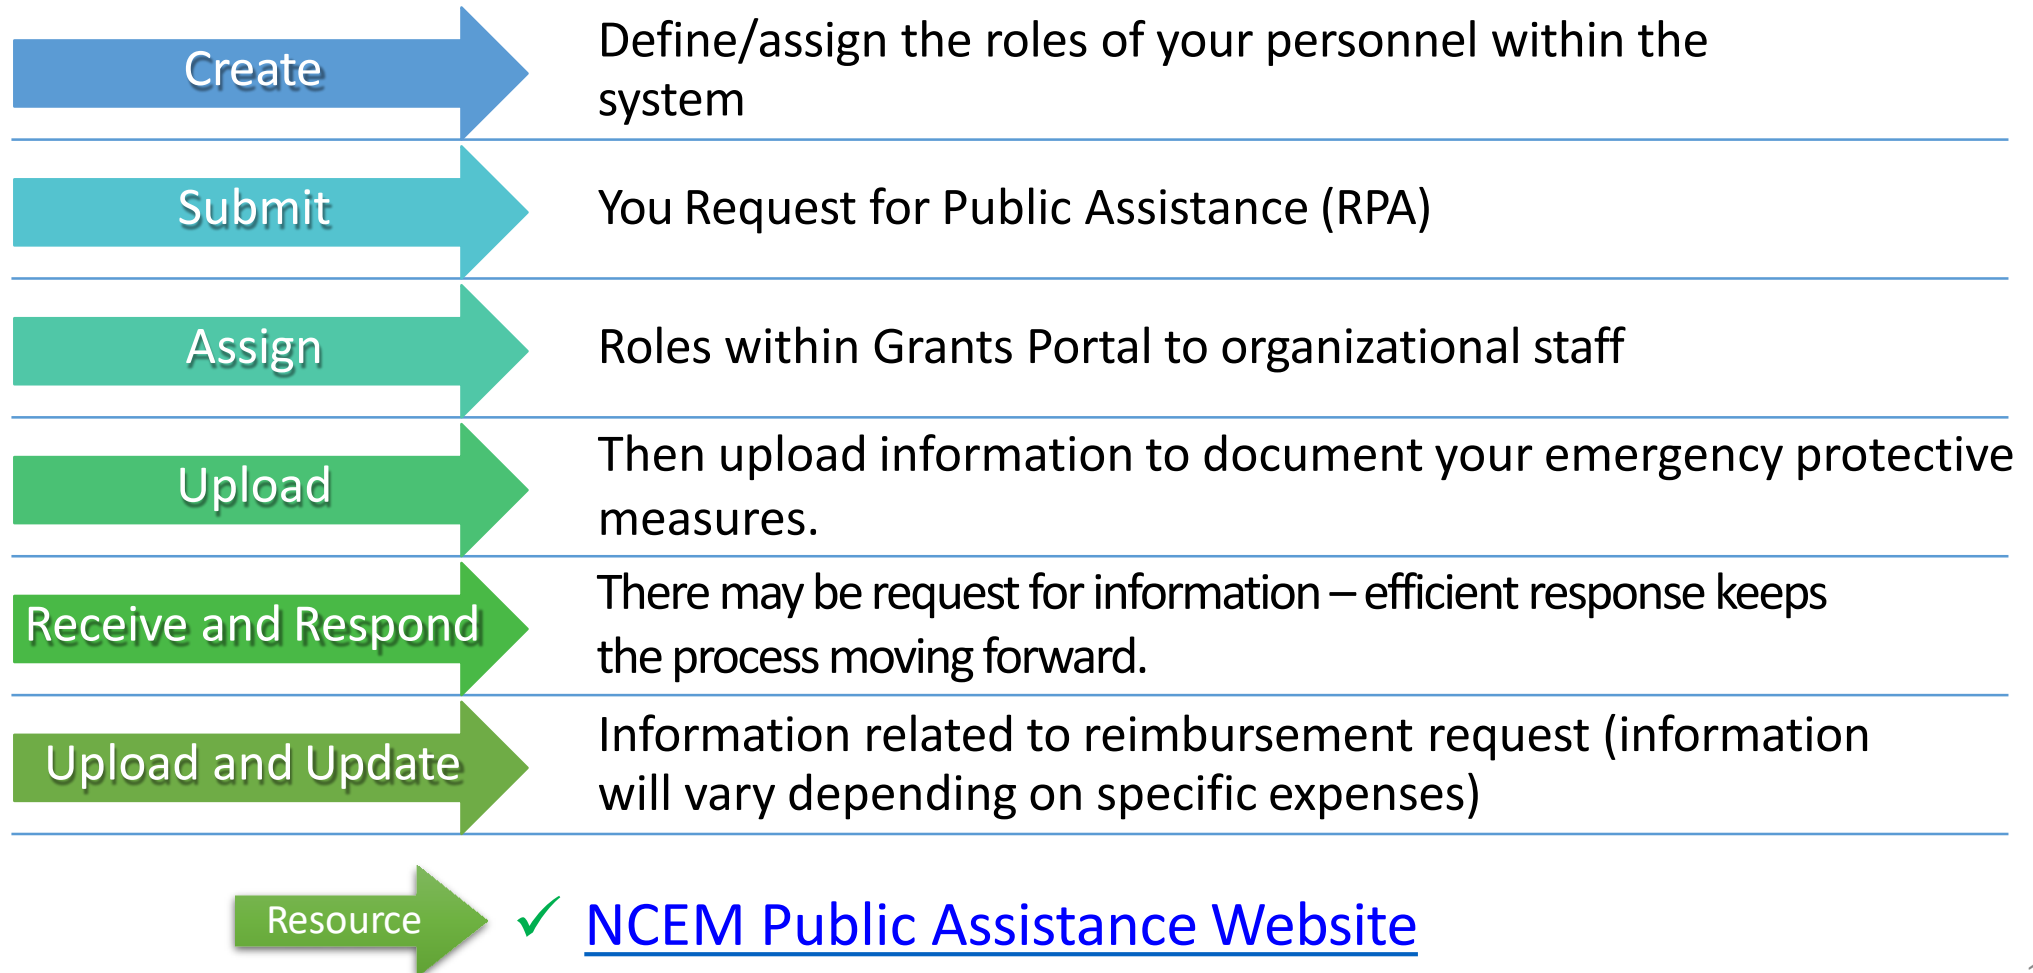 Create
Define/assign the roles of your personnel within the
system
Submit
You Request for Public Assistance (RPA)
Assign
Roles within Grants Portal to organizational staff
Upload
Then upload information to document your emergency protective
measures.
Receive and Respond
There may be request for information – efficient response keeps
the process moving forward.
Upload and Update
Information related to reimbursement request (information
will vary depending on specific expenses)
Resource
✓ NCEM Public Assistance Website